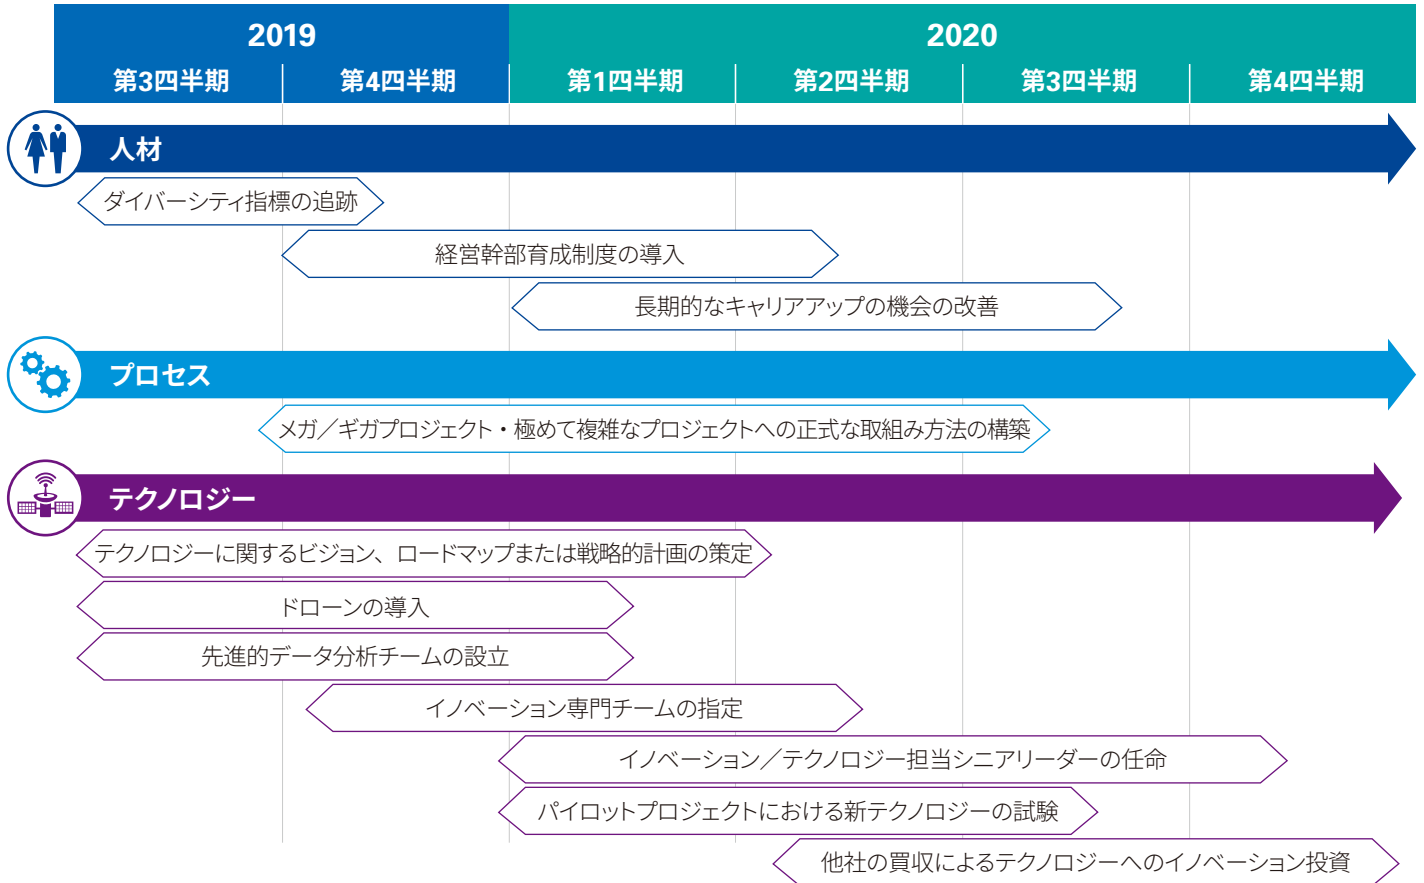 2019
2020
第3四半期
第4四半期
第1四半期
第2四半期
第3四半期
第4四半期
人材
ダイバーシティ指標の追跡
経営幹部育成制度の導入
長期的なキャリアアップの機会の改善
プロセス
メガ／ギガプロジェクト・極めて複雑なプロジェクトへの正式な取組み方法の構築
テクノロジー
テクノロジーに関するビジョン、ロードマップまたは戦略的計画の策定
ドローンの導入
先進的データ分析チームの設立
イノベーション専門チームの指定
イノベーション／テクノロジー担当シニアリーダーの任命
パイロットプロジェクトにおける新テクノロジーの試験
他社の買収によるテクノロジーへのイノベーション投資